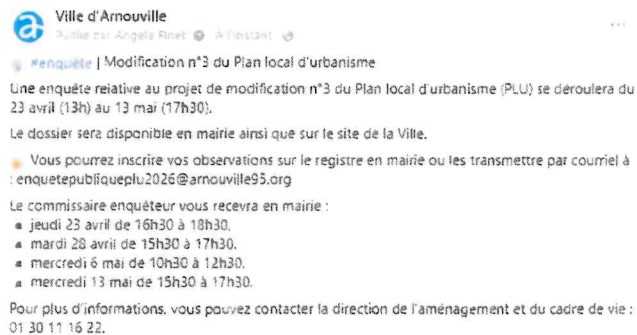 a
Ville d'Arnouville
Publié par Angele Pinet · À l'instant
#enquête | Modification n°3 du Plan local d'urbanisme
Une enquête relative au projet de modification n°3 du Plan local d'urbanisme (PLU) se déroulera du
23 avril (13h) au 13 mai (17h30).
Le dossier sera disponible en mairie ainsi que sur le site de la Ville.
Vous pourrez inscrire vos observations sur le registre en mairie ou les transmettre par courriel à
: enquetepubliqueplu2026@arnouville95.org
Le commissaire enquêteur vous recevra en mairie :
jeudi 23 avril de 16h30 à 18h30,
mardi 28 avril de 15h30 à 17h30,
mercredi 6 mai de 10h30 à 12h30,
mercredi 13 mai de 15h30 à 17h30.
Pour plus d'informations, vous pouvez contacter la direction de l'aménagement et du cadre de vie :
01 30 11 16 22.